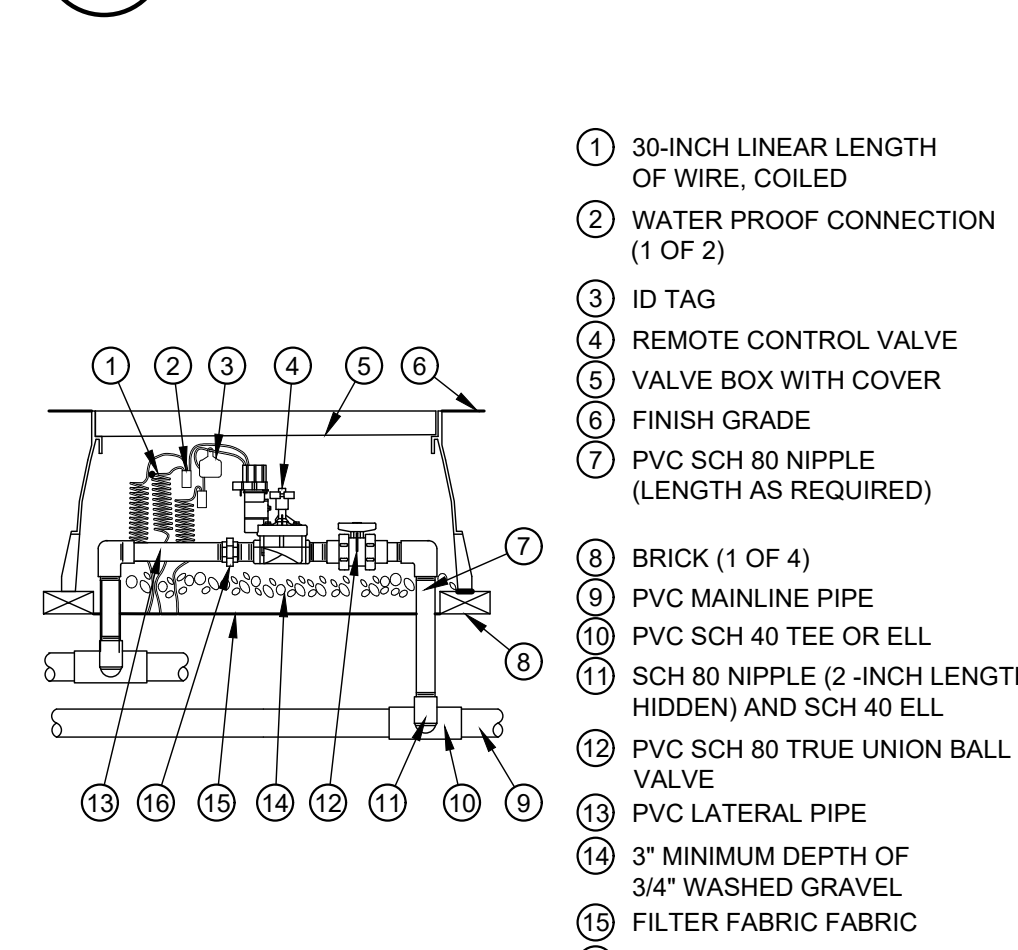 1 30-INCH LINEAR LENGTH
OF WIRE, COILED
2 WATER PROOF CONNECTION
(1 OF 2)
3 ID TAG
4 REMOTE CONTROL VALVE
5 VALVE BOX WITH COVER
6 FINISH GRADE
7 PVC SCH 80 NIPPLE
(LENGTH AS REQUIRED)
8 BRICK (1 OF 4)
9 PVC MAINLINE PIPE
10 PVC SCH 40 TEE OR ELL
11 SCH 80 NIPPLE (2 -INCH LENGTH
HIDDEN) AND SCH 40 ELL
12 PVC SCH 80 TRUE UNION BALL
VALVE
13 PVC LATERAL PIPE
14 3" MINIMUM DEPTH OF
3/4" WASHED GRAVEL
15 FILTER FABRIC FABRIC
1 2 3 4 5 6
7
8
13 16 15 14 12 11 10 9